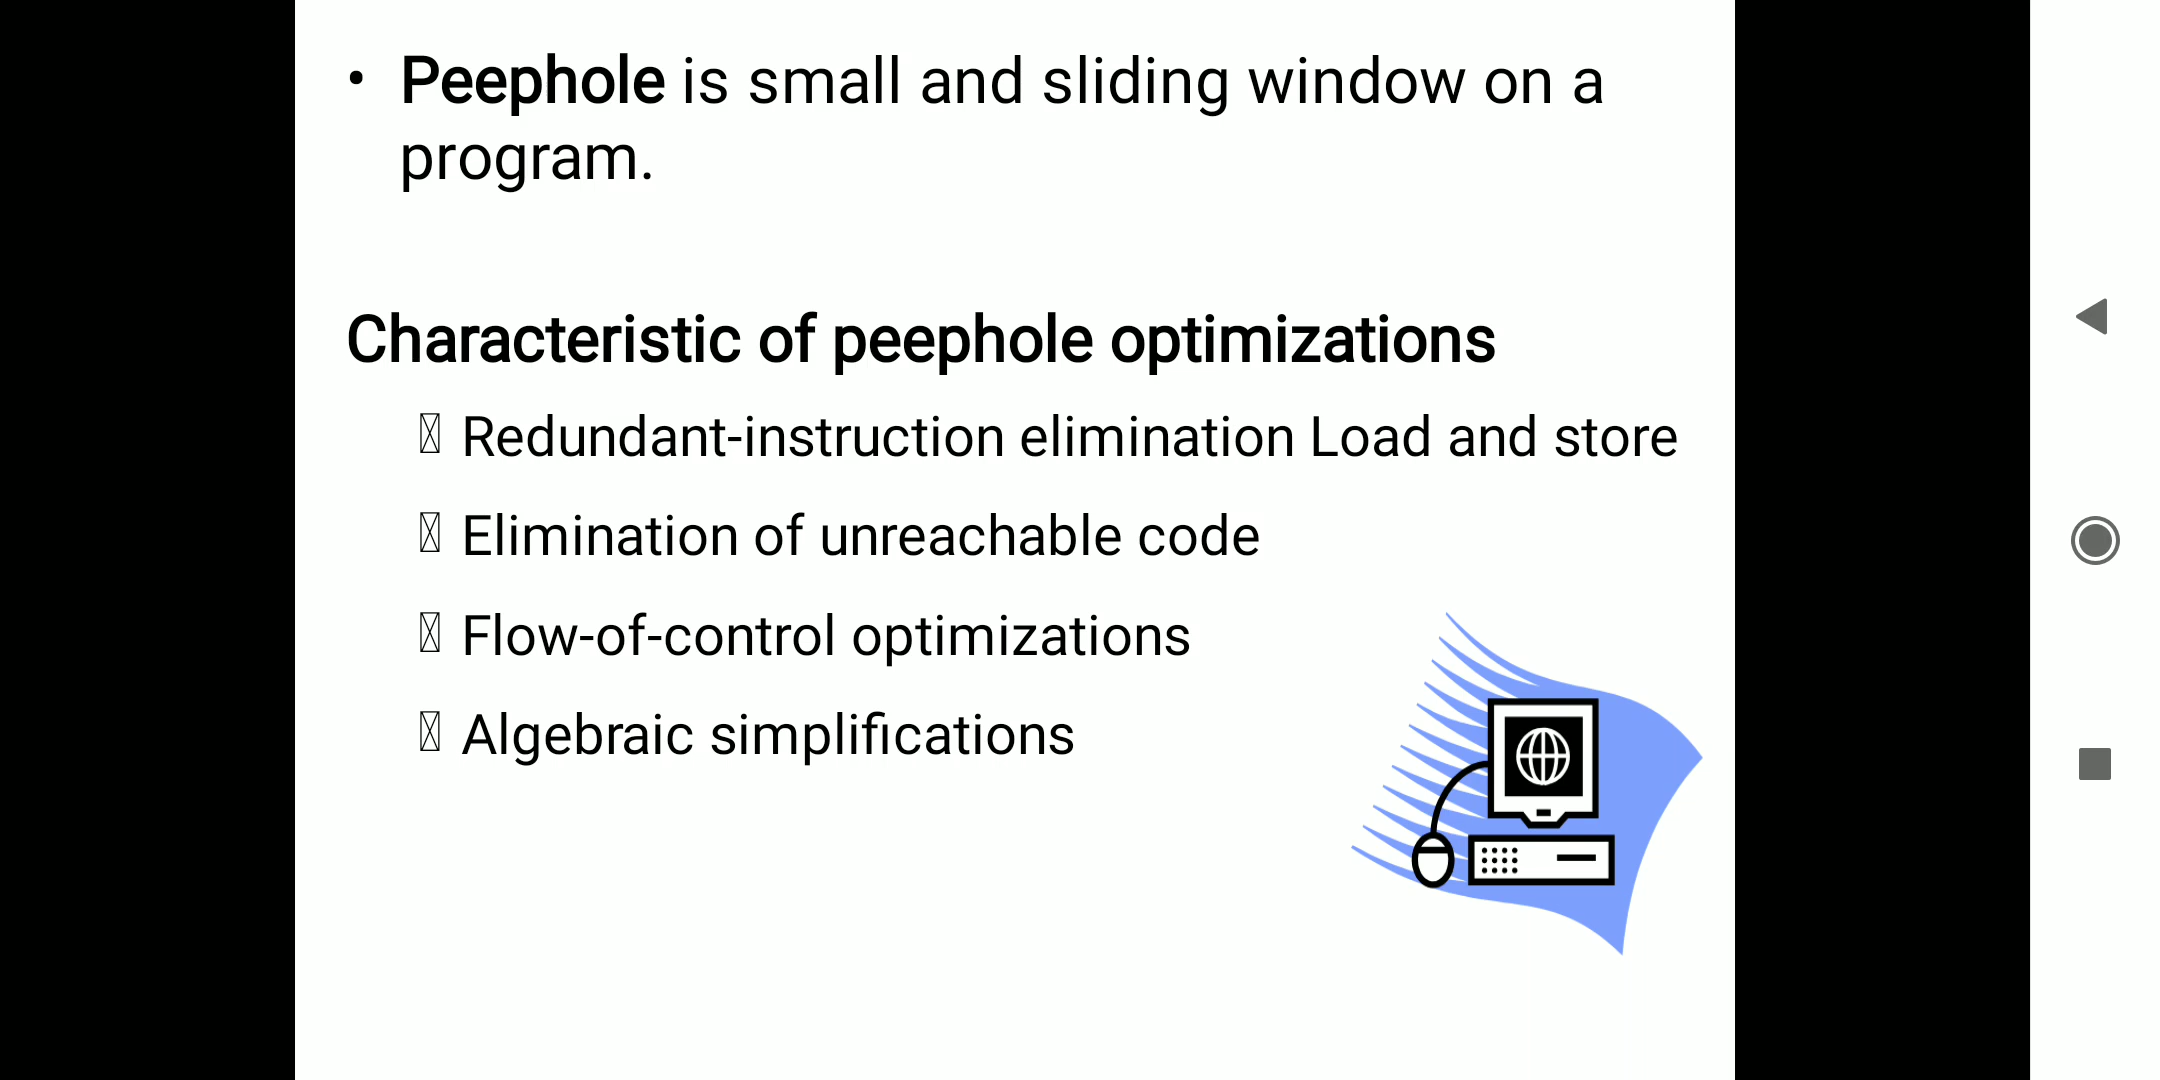 • Peephole is small and sliding window on a
program.
Characteristic of peephole optimizations
Redundant-instruction elimination Load and store
Elimination of unreachable code
Flow-of-control optimizations
Algebraic simplifications